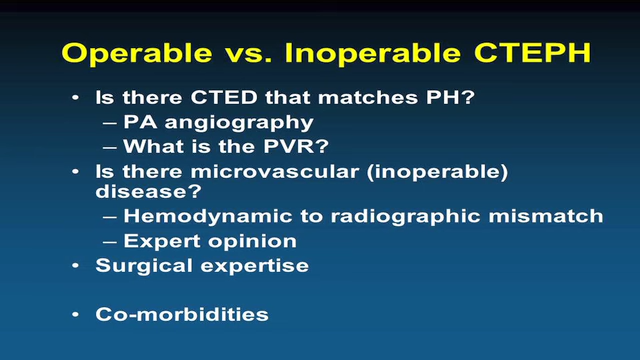 Operable vs. Inoperable CTEPH
• Is there CTED that matches PH?
– PA angiography
– What is the PVR?
• Is there microvascular (inoperable)
disease?
– Hemodynamic to radiographic mismatch
– Expert opinion
• Surgical expertise
• Co-morbidities